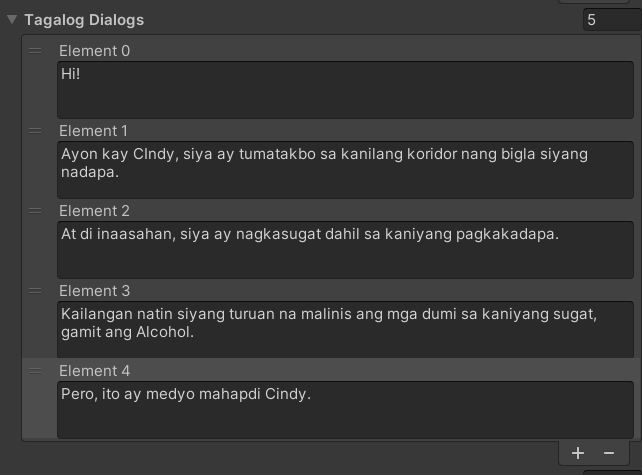 Tagalog Dialogs
5
Element 0
Hi!
Element 1
Ayon kay CIndy, siya ay tumatakbo sa kanilang koridor nang bigla siyang
nadapa.
Element 2
At di inaasahan, siya ay nagkasugat dahil sa kaniyang pagkakadapa.
Element 3
Kailangan natin siyang turuan na malinis ang mga dumi sa kaniyang sugat,
gamit ang Alcohol.
Element 4
Pero, ito ay medyo mahapdi Cindy.
+ −